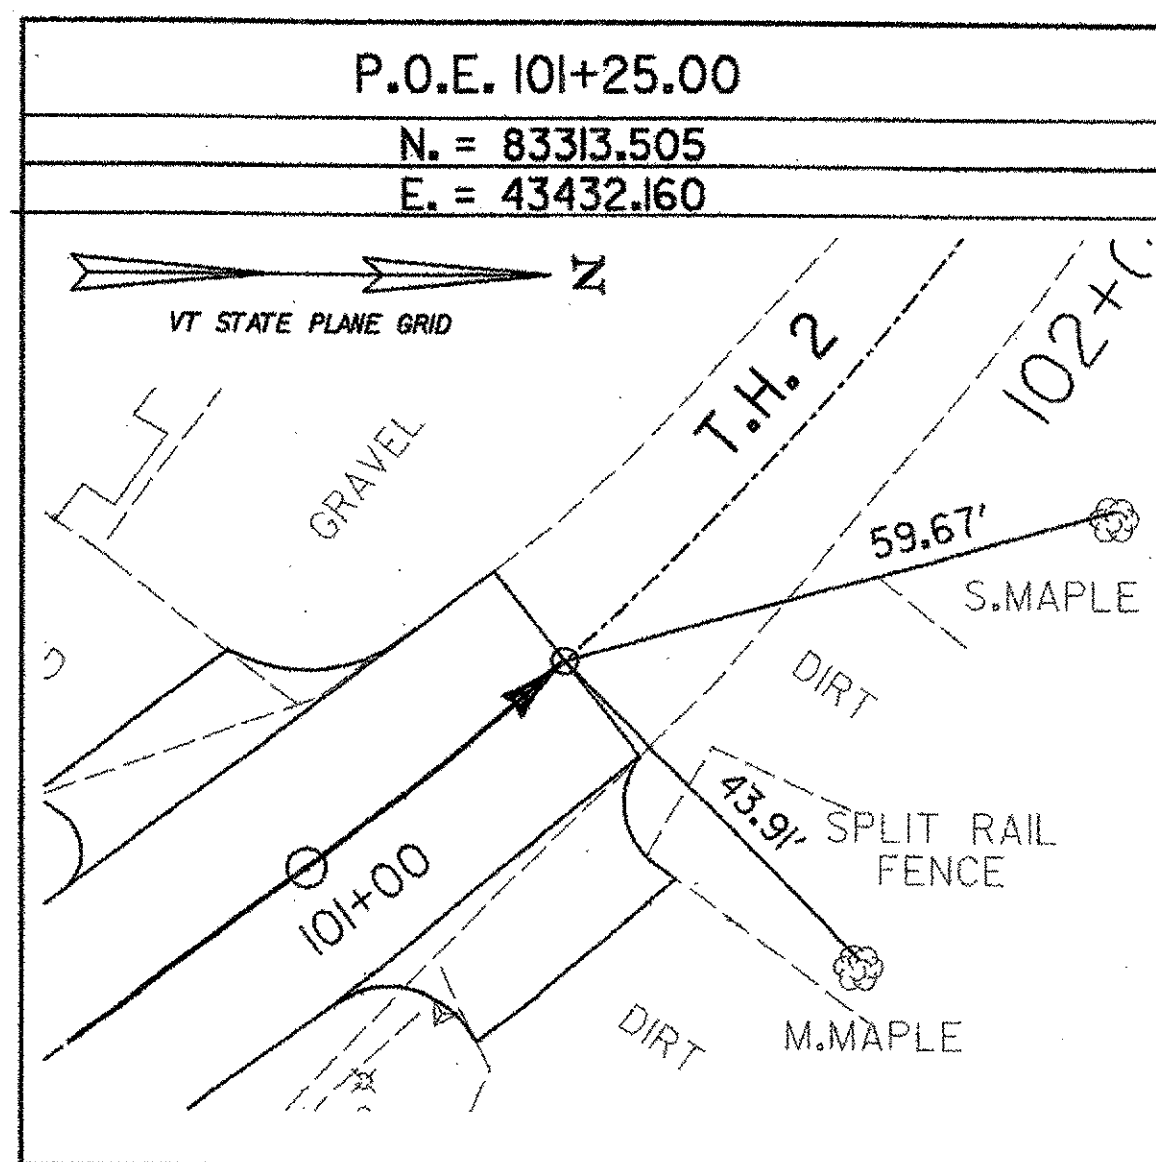 P.O.E. 101+25.00
N. = 83313.505
E. = 43432.160
N
VT STATE PLANE GRID
T.H. 2
102+
GRAVEL
59.67'
S.MAPLE
DIRT
43.91'
SPLIT RAIL
FENCE
101+00
DIRT
M.MAPLE